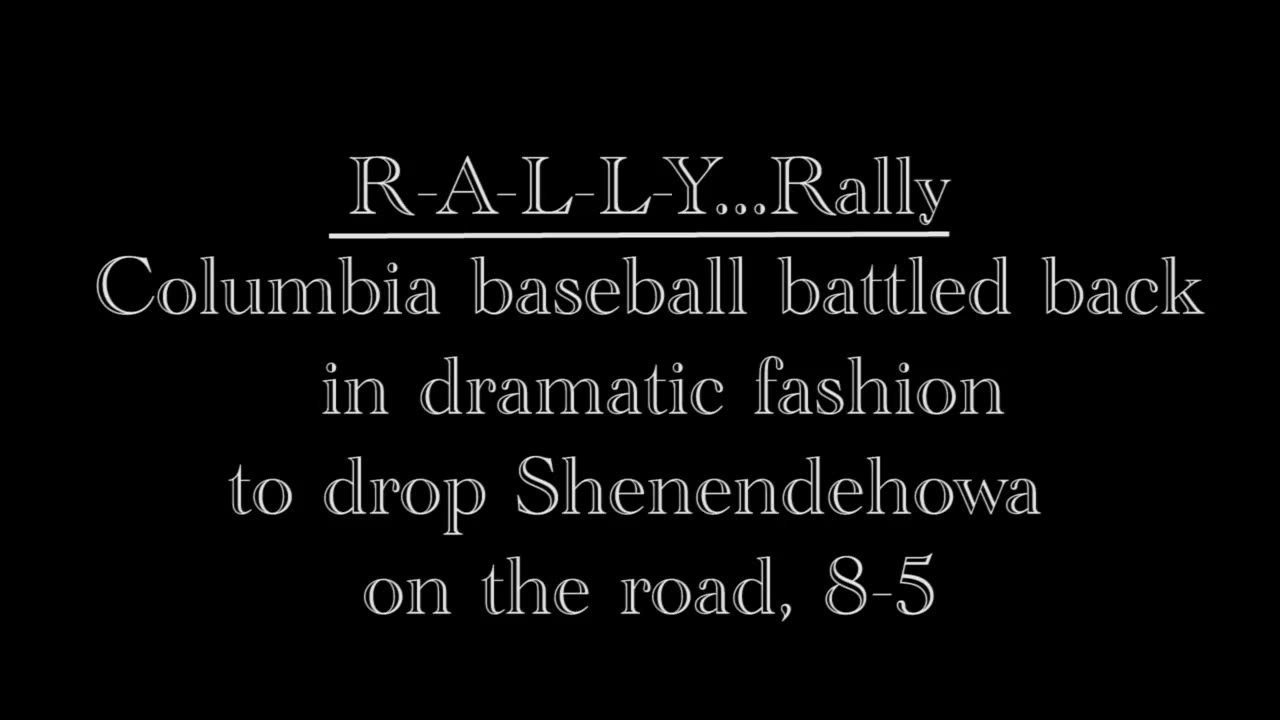 R-A-L-L-Y...Rally
Columbia baseball battled back
in dramatic fashion
to drop Shenendehowa
on the road, 8-5